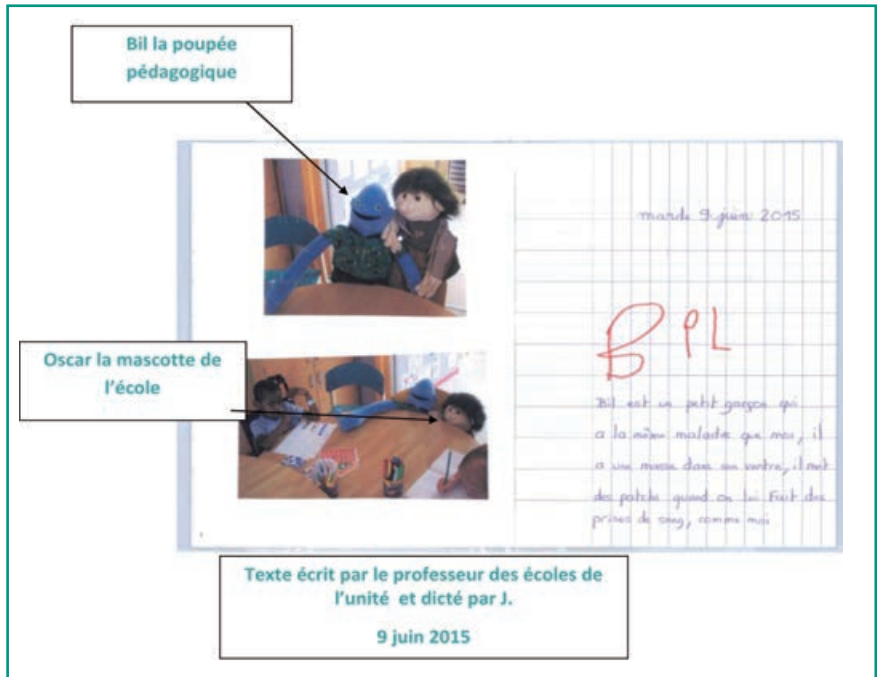 Bil la poupée
pédagogique
mardi 9 juin 2015
BIL
Oscar la mascotte de
l'école
Bil est un petit garçon qui
a la même maladie que moi, il
a une masse dans son ventre, il met
des patchs quand on lui fait des
prises de sang, comme moi
Texte écrit par le professeur des écoles de
l'unité et dicté par J.
9 juin 2015